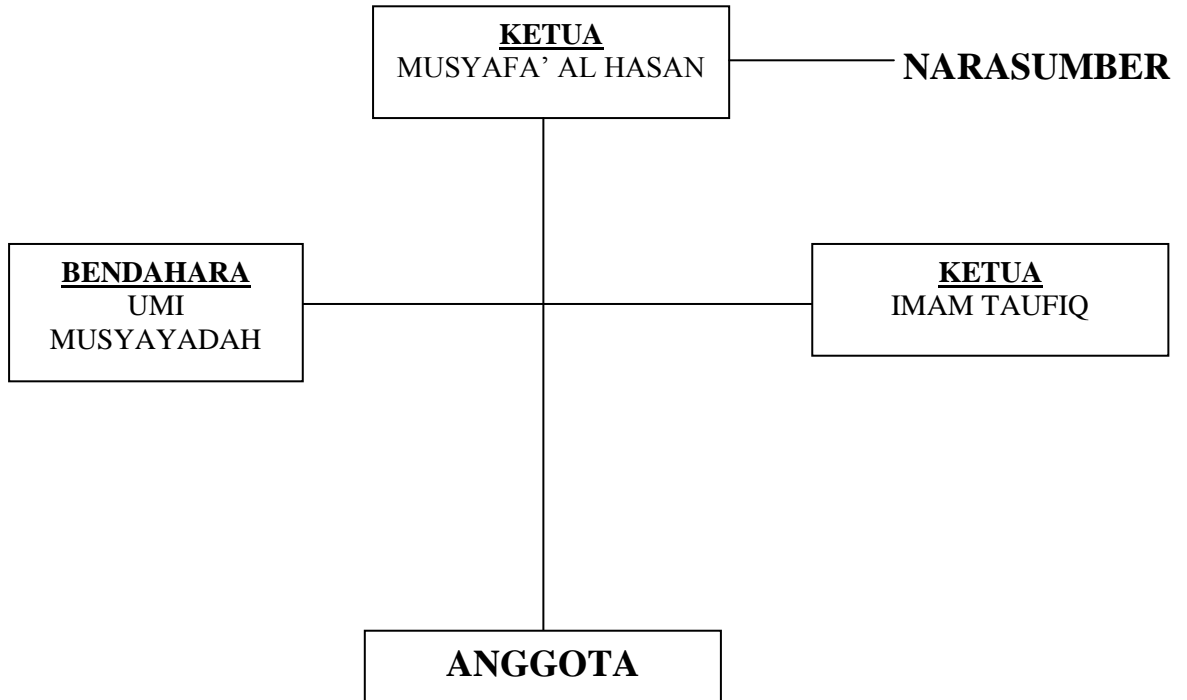 KETUA
MUSYAFA’ AL HASAN
NARASUMBER
BENDAHARA
UMI
MUSYAYADAH
KETUA
IMAM TAUFIQ
ANGGOTA